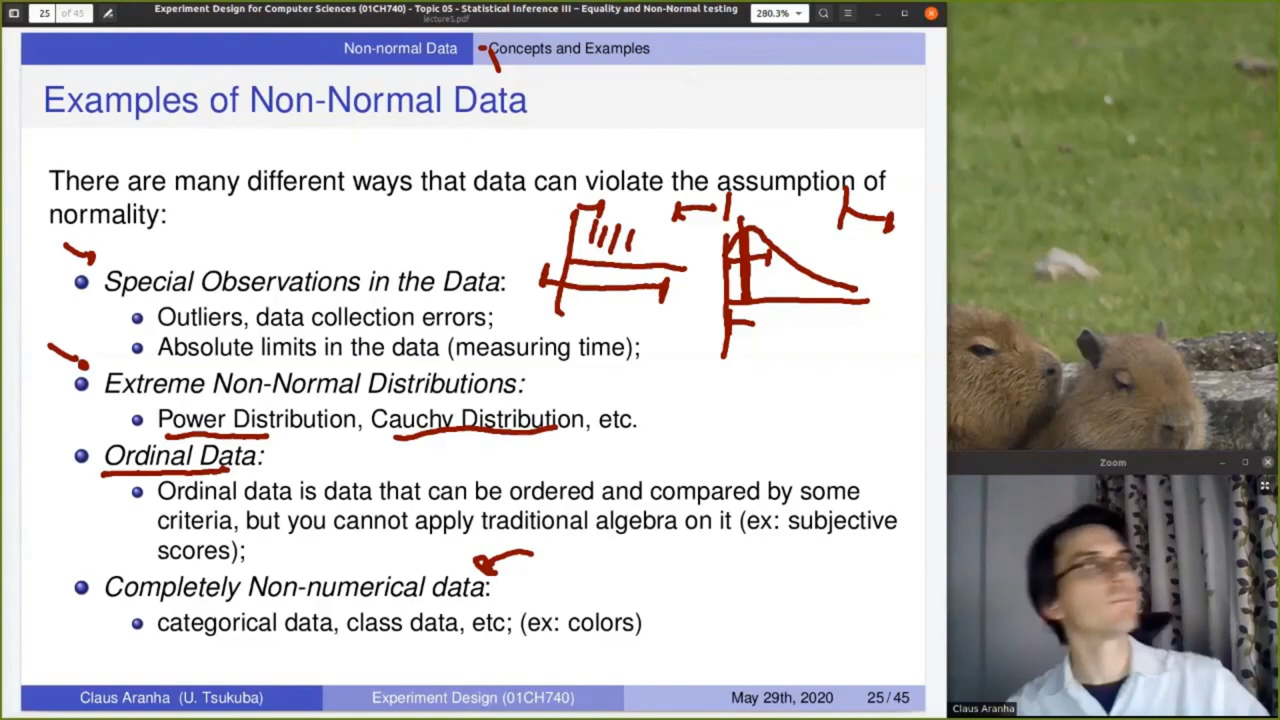 25 of 45
Experiment Design for Computer Sciences (01CH740) - Topic 05 - Statistical Inference III – Equality and Non-Normal testing
lecture5.pdf
280.3%
Non-normal Data
Concepts and Examples
Examples of Non-Normal Data
There are many different ways that data can violate the assumption of
normality:
Special Observations in the Data:
Outliers, data collection errors;
Absolute limits in the data (measuring time);
Extreme Non-Normal Distributions:
Power Distribution, Cauchy Distribution, etc.
Ordinal Data:
Ordinal data is data that can be ordered and compared by some
criteria, but you cannot apply traditional algebra on it (ex: subjective
scores);
Completely Non-numerical data:
categorical data, class data, etc; (ex: colors)
Claus Aranha (U. Tsukuba)
Experiment Design (01CH740)
May 29th, 2020
25 / 45
Zoom
Claus Aranha